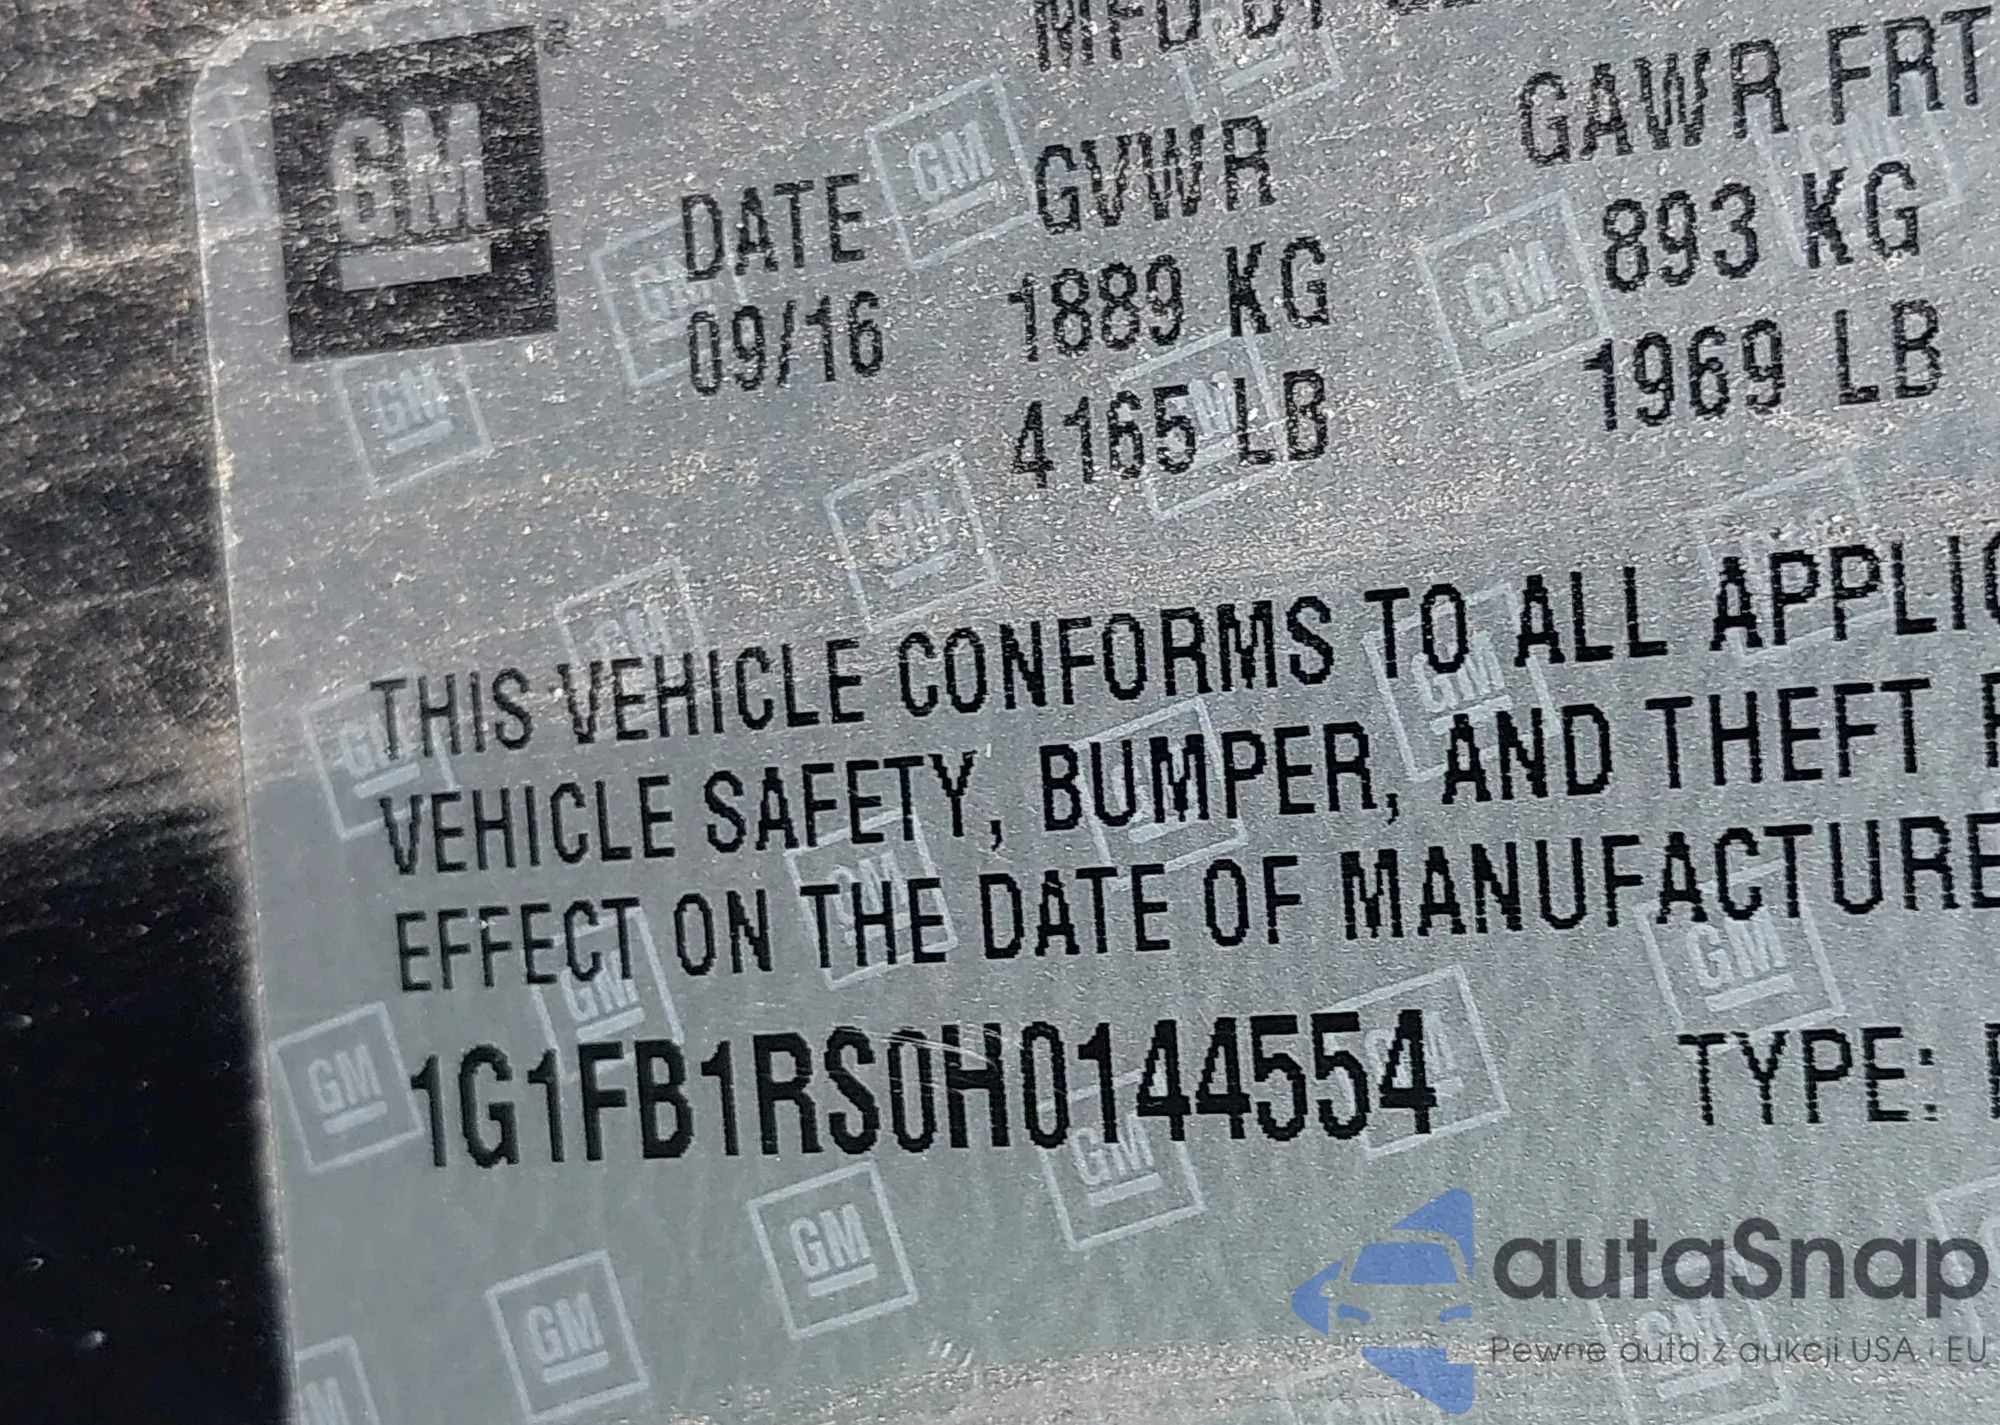 GM
MFD BY
DATE GVWR GAWR FRT
09/16 1889 KG 893 KG
4165 LB 1969 LB
THIS VEHICLE CONFORMS TO ALL
VEHICLE SAFETY, BUMPER, AND THEFT
EFFECT ON THE DATE OF MANUFACTURE
1G1FB1RS0H0144554 TYPE:
autaSnap
Pewne auta z aukcji USA i EU